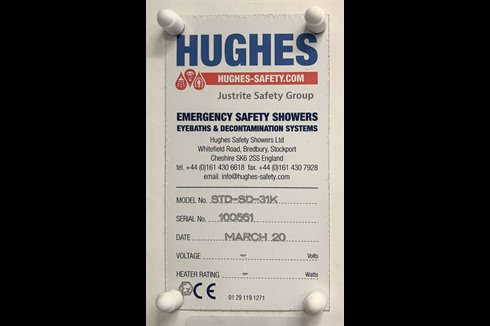 HUGHES
HUGHES-SAFETY.COM
Justrite Safety Group
EMERGENCY SAFETY SHOWERS
EYEBATHS & DECONTAMINATION SYSTEMS
Hughes Safety Showers Ltd
Whitefield Road, Bredbury, Stockport
Cheshire SK6 2SS England
tel. +44 (0)161 430 6618 fax. +44 (0)161 430 7928
email. info@hughes-safety.com
MODEL No. STD-SD-31K
SERIAL No. 100661
DATE MARCH 20
VOLTAGE - Volts
HEATER RATING - Watts
CE
01 29 119 1271